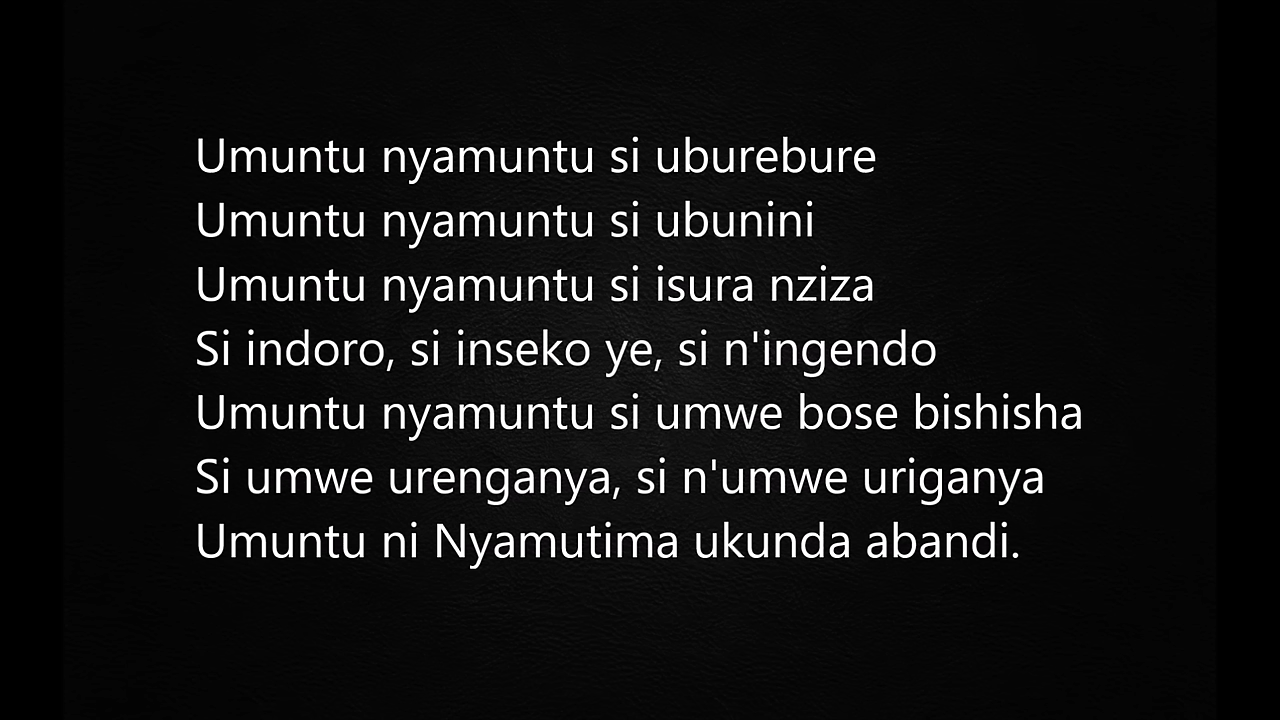 Umuntu nyamuntu si uburebure
Umuntu nyamuntu si ubunini
Umuntu nyamuntu si isura nziza
Si indoro, si inseko ye, si n'ingendo
Umuntu nyamuntu si umwe bose bishisha
Si umwe urenganya, si n'umwe uriganya
Umuntu ni Nyamutima ukunda abandi.